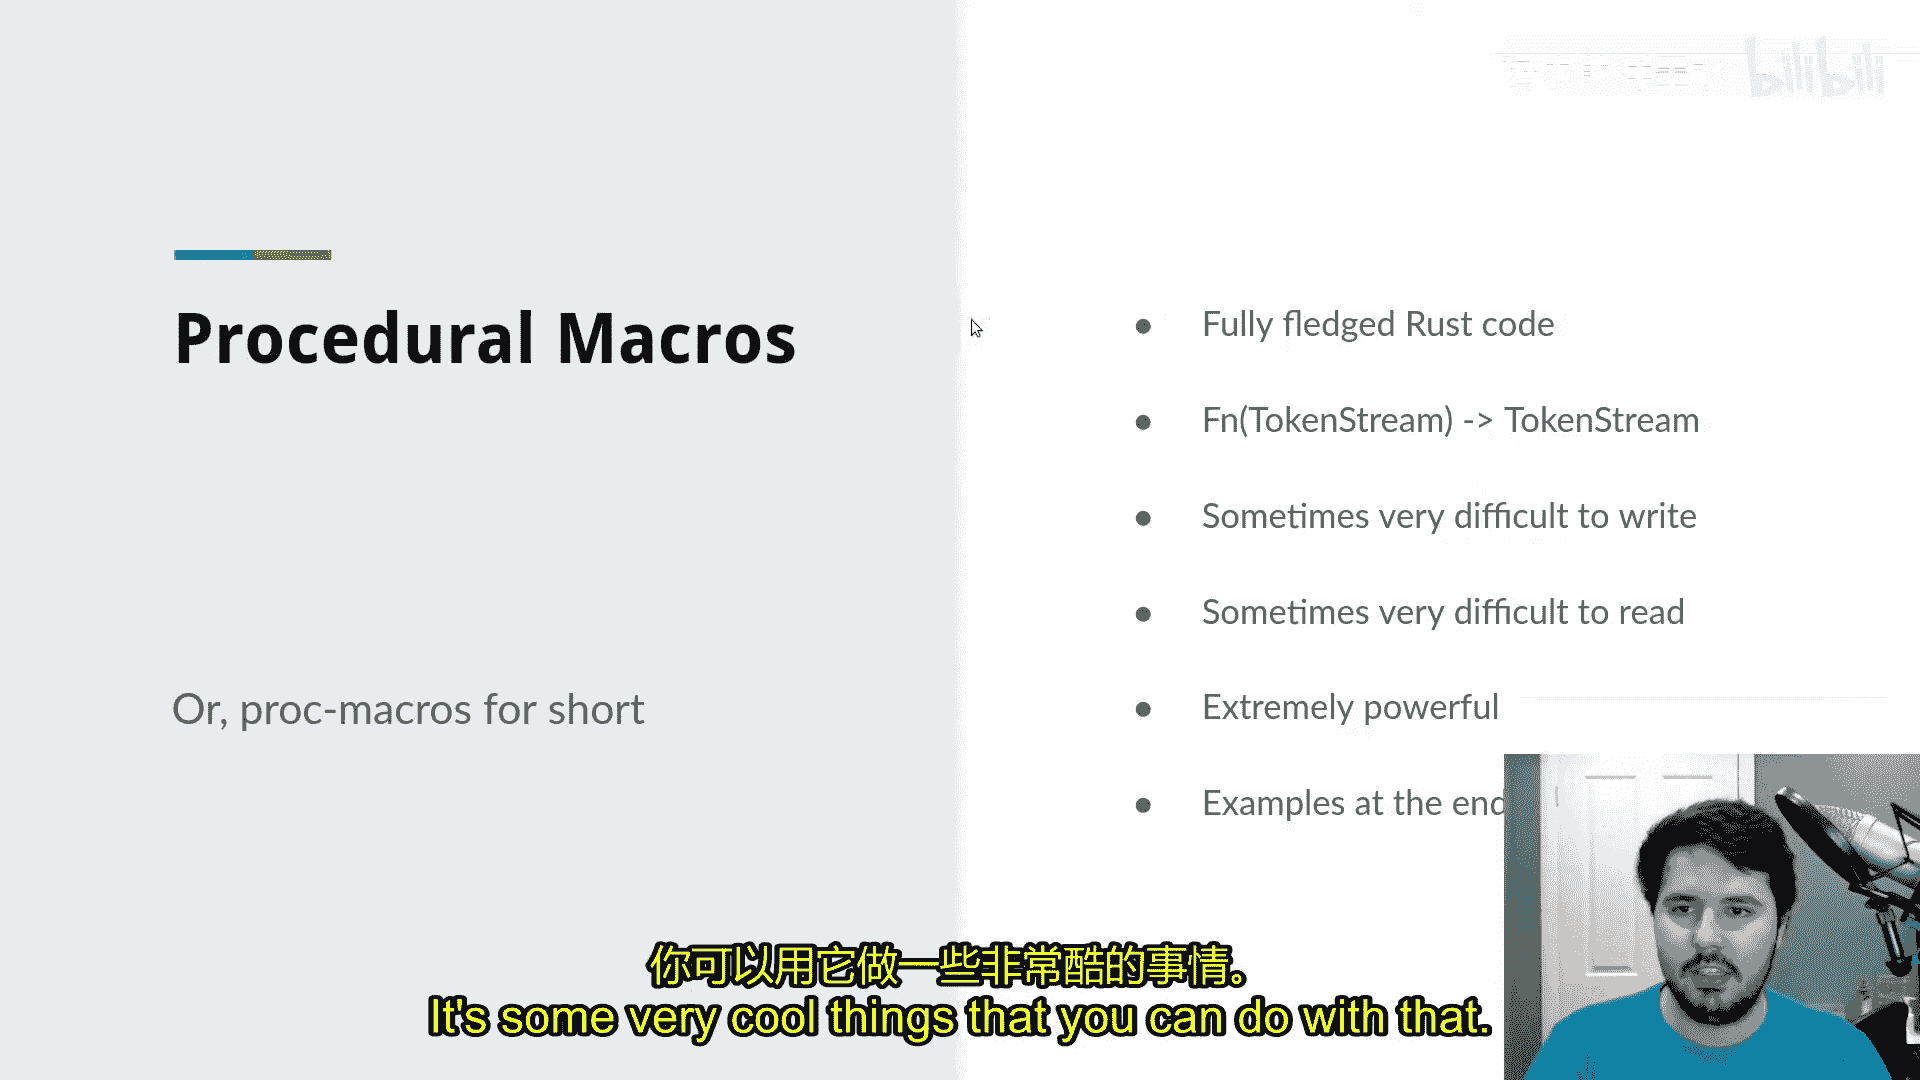 bilibili
Procedural Macros
Or, proc-macros for short
Fully fledged Rust code
Fn(TokenStream) -> TokenStream
Sometimes very difficult to write
Sometimes very difficult to read
Extremely powerful
Examples at the end
你可以用它做一些非常酷的事情。
It's some very cool things that you can do with that.